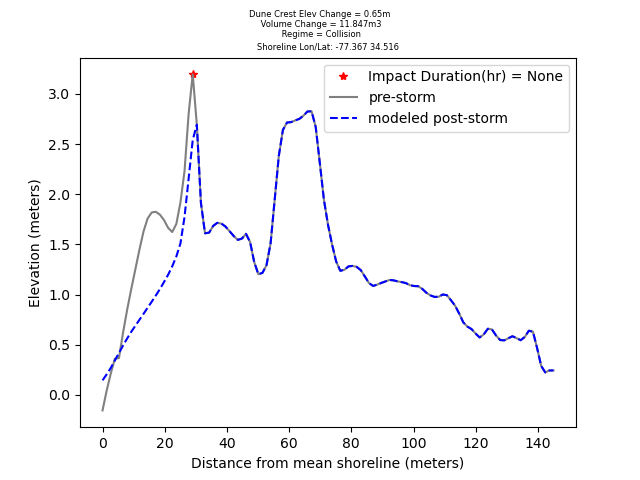 Dune Crest Elev Change = 0.65m
Volume Change = 11.847m3
Regime = Collision
Shoreline Lon/Lat: -77.367 34.516
Impact Duration(hr) = None
pre-storm
modeled post-storm
3.0
2.5
2.0
1.5
1.0
0.5
0.0
Elevation (meters)
0 20 40 60 80 100 120 140
Distance from mean shoreline (meters)